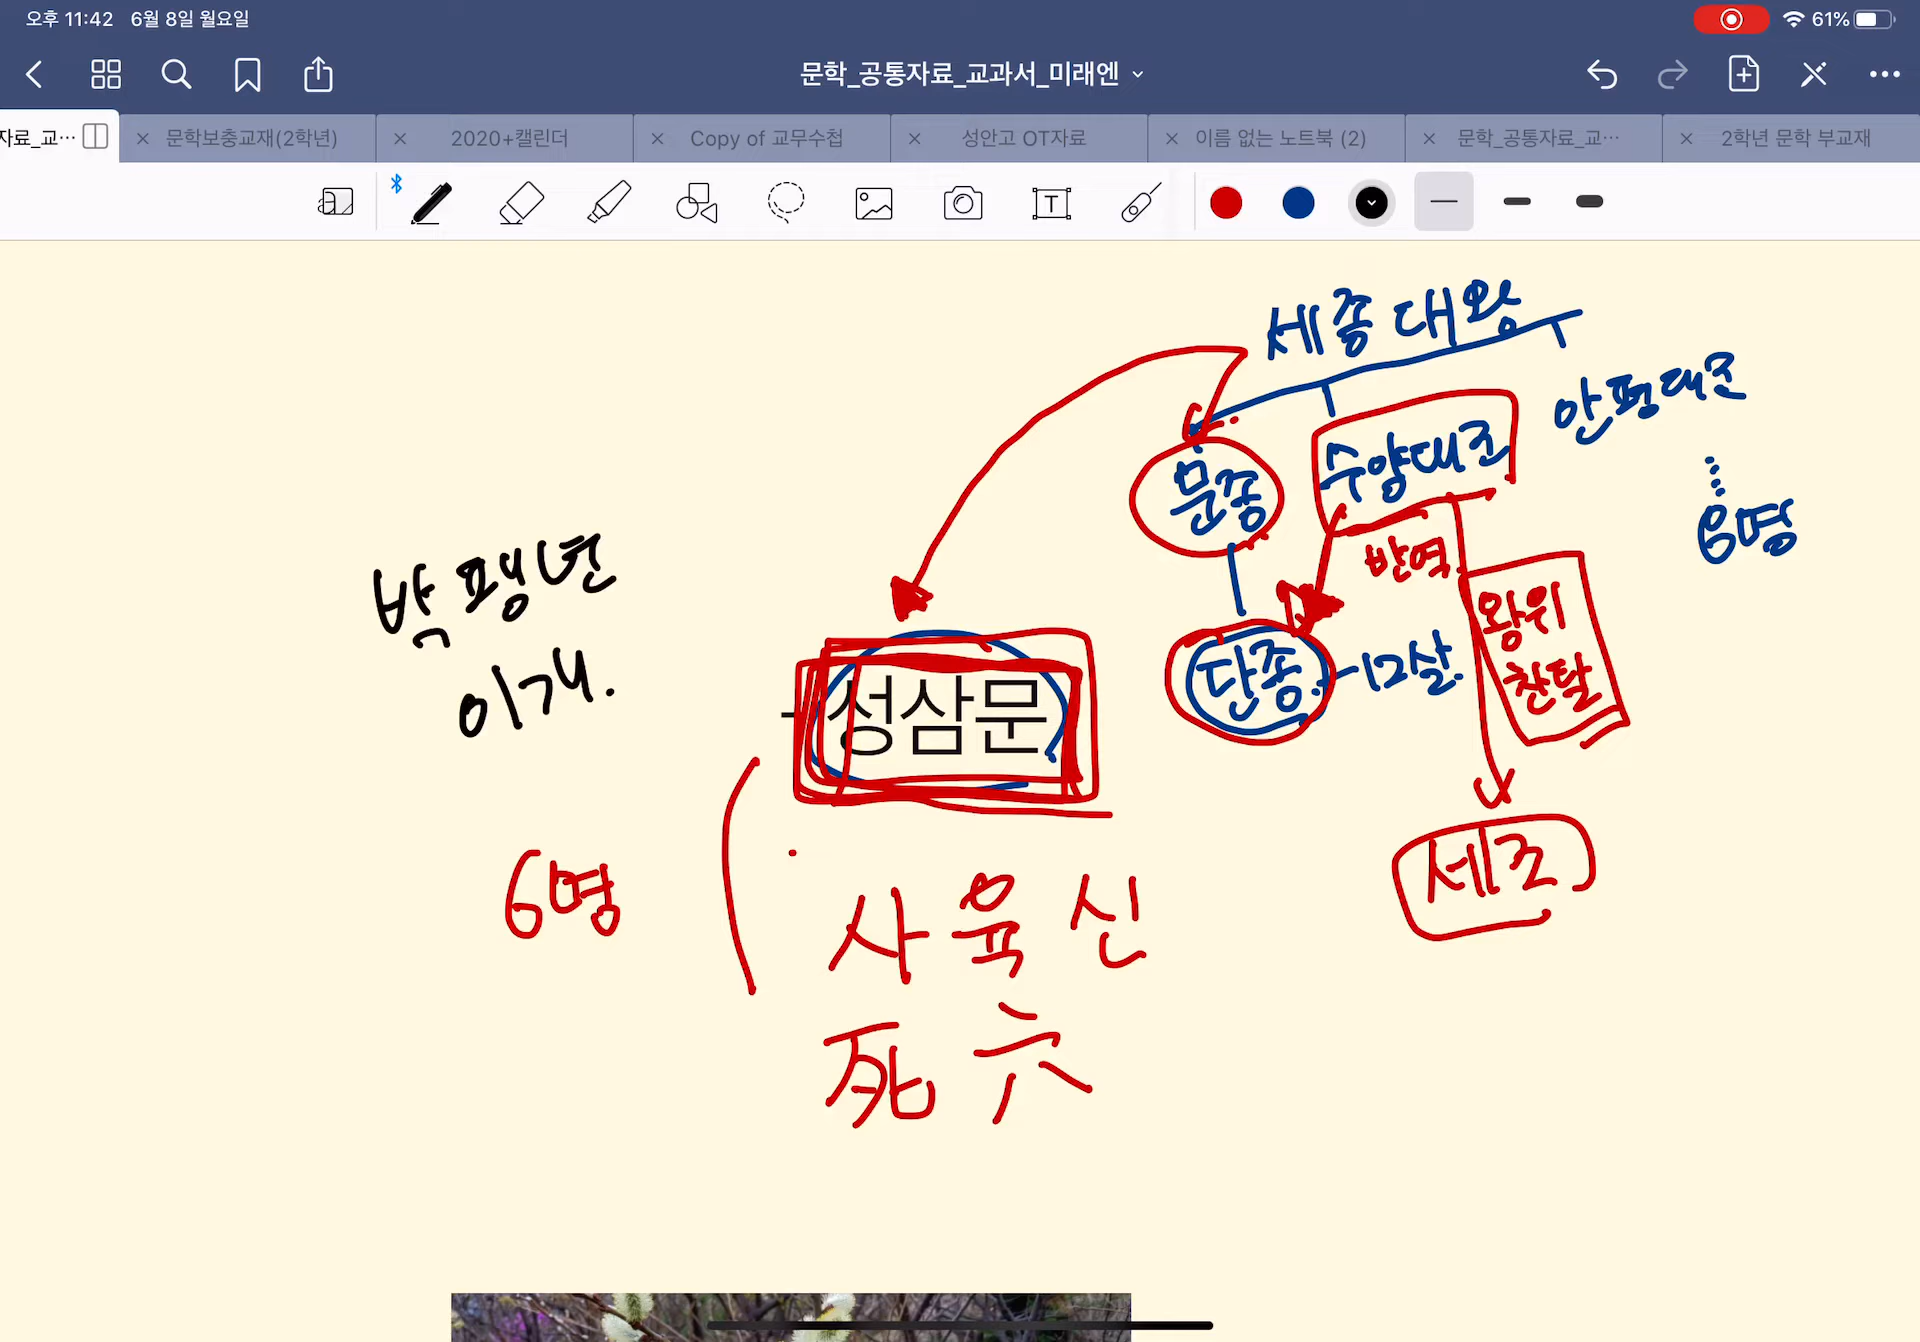 오후 11:42 6월 8일 월요일
61%
문학_공통자료_교과서_미래엔
자료_교…
문학보충교재(2학년)
2020+캘린더
Copy of 교무수첩
성안고 OT자료
이름 없는 노트북 (2)
문학_공통자료_교…
2학년 문학 부교재
세종대왕
안평대군
수양대군
문종
6명
반역
박팽년
왕위
찬탈
이개.
- 성삼문
단종 - 12살.
6명
사육신
세조
死六